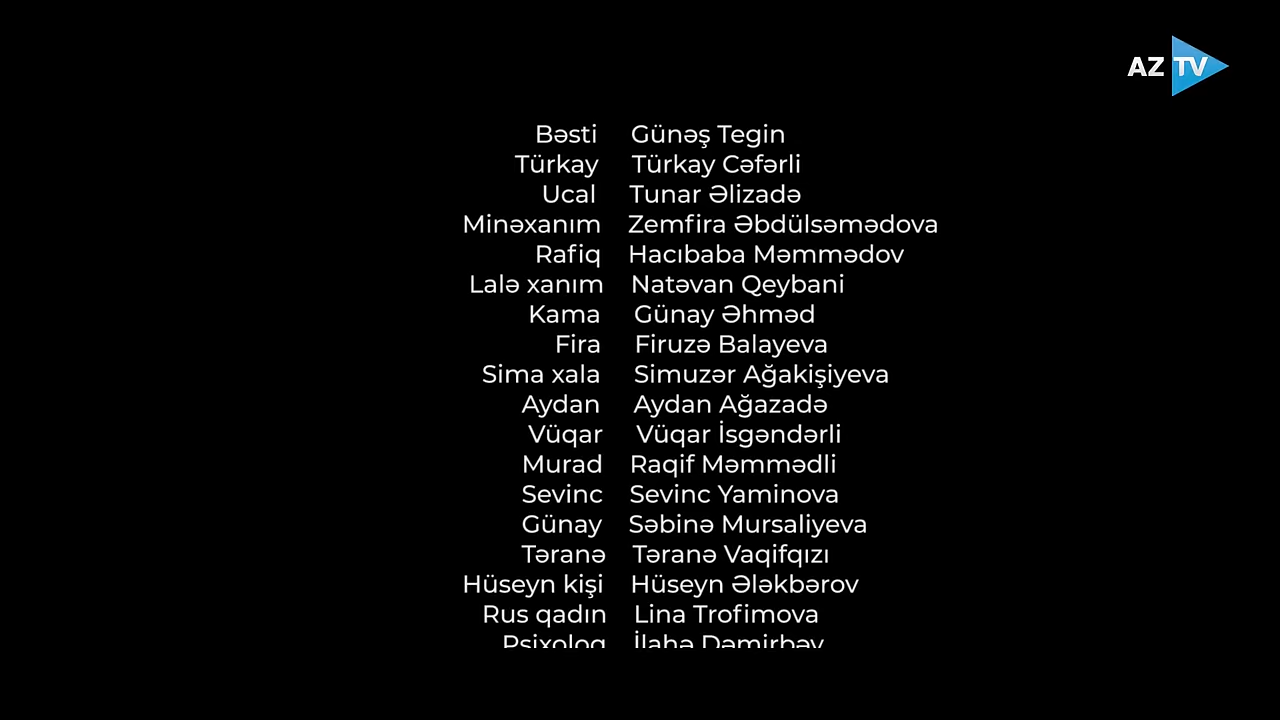 AZ TV
Bəsti Günəş Tegin
Türkay Türkay Cəfərli
Ucal Tunar Əlizadə
Minəxanım Zemfira Əbdülsəmədova
Rafiq Hacıbaba Məmmədov
Lalə xanım Natəvan Qeybani
Kama Günay Əhməd
Fira Firuzə Balayeva
Sima xala Simuzər Ağakişiyeva
Aydan Aydan Ağazadə
Vüqar Vüqar İsgəndərli
Murad Raqif Məmmədli
Sevinc Sevinc Yaminova
Günay Səbinə Mursaliyeva
Təranə Təranə Vaqifqızı
Hüseyn kişi Hüseyn Ələkbərov
Rus qadın Lina Trofimova
Psixoloq İlahə Dəmirbəy